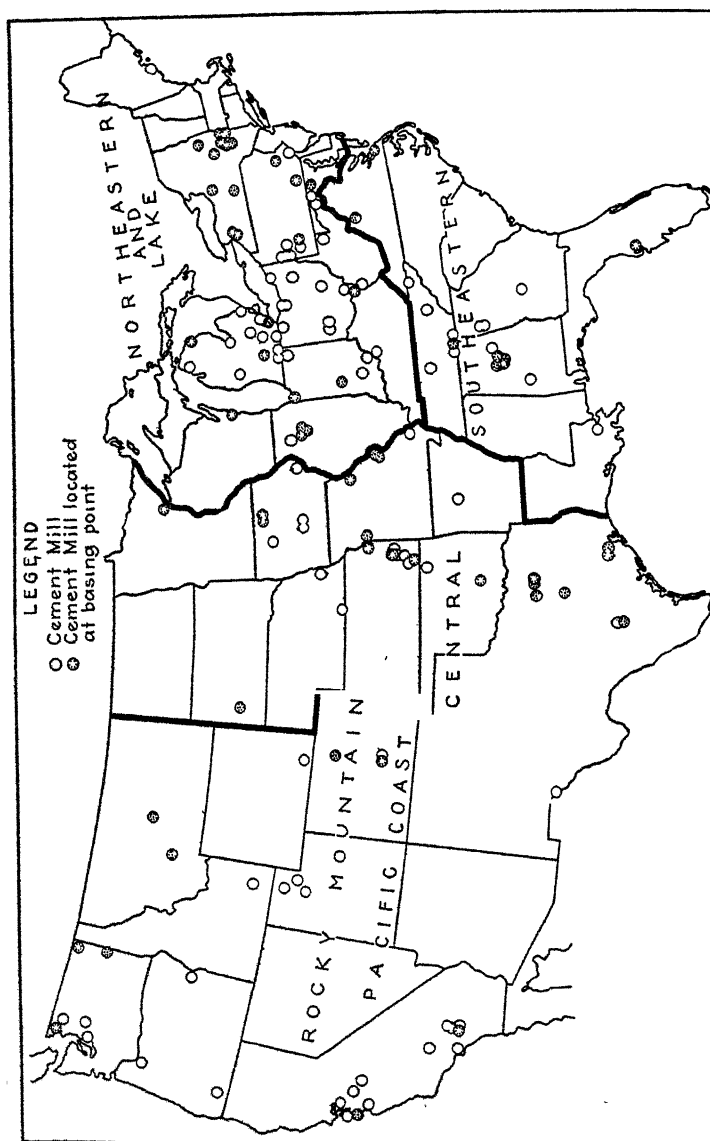 LEGEND
Cement Mill
Cement Mill located
at basing point
NORTHEASTERN
AND
LAKE
SOUTHEASTERN
CENTRAL
ROCKY MOUNTAIN
PACIFIC COAST